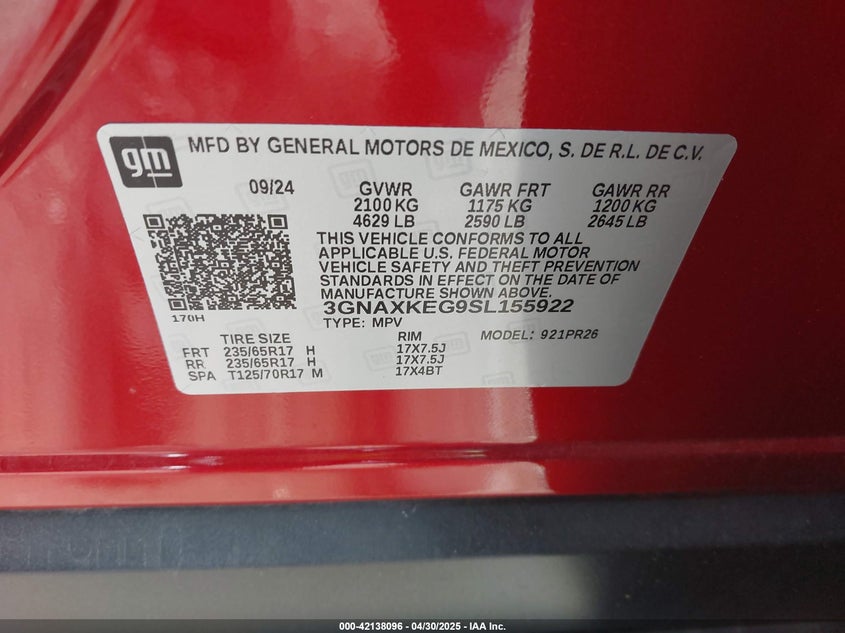 gm
MFD BY GENERAL MOTORS DE MEXICO, S. DE R.L. DE C.V.
09/24 GVWR GAWR FRT GAWR RR
2100 KG 1175 KG 1200 KG
4629 LB 2590 LB 2645 LB
THIS VEHICLE CONFORMS TO ALL
APPLICABLE U.S. FEDERAL MOTOR
VEHICLE SAFETY AND THEFT PREVENTION
STANDARDS IN EFFECT ON THE DATE OF
MANUFACTURE SHOWN ABOVE.
3GNAXKEG9SL155922
170H
TYPE: MPV MODEL: 921PR26
TIRE SIZE RIM
FRT 235/65R17 H 17X7.5J
RR 235/65R17 H 17X7.5J
SPA T125/70R17 M 17X4BT
000-42138096 - 04/30/2025 - IAA Inc.